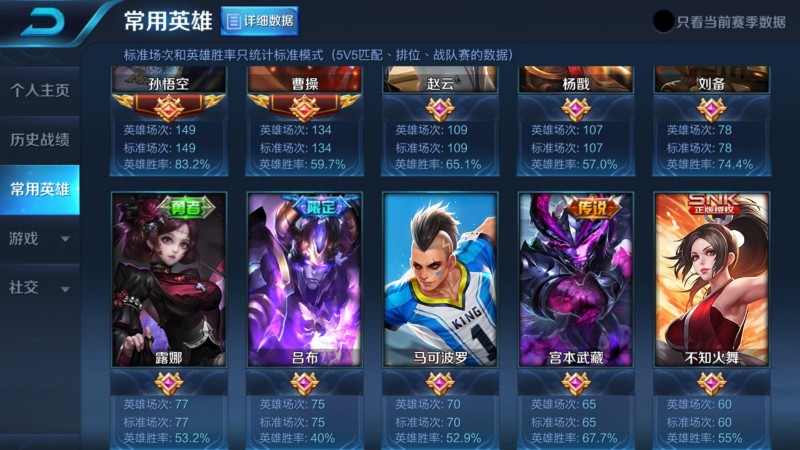 常用英雄
详细数据
只看当前赛季数据
标准场次和英雄胜率只统计标准模式（5V5匹配、排位、战队赛的数据）
个人主页
历史战绩
常用英雄
游戏
社交
孙悟空
英雄场次: 149
标准场次: 149
英雄胜率: 83.2%
曹操
英雄场次: 134
标准场次: 134
英雄胜率: 59.7%
赵云
英雄场次: 109
标准场次: 109
英雄胜率: 65.1%
杨戬
英雄场次: 107
标准场次: 107
英雄胜率: 57.0%
刘备
英雄场次: 78
标准场次: 78
英雄胜率: 74.4%
勇者
露娜
英雄场次: 77
标准场次: 77
英雄胜率: 53.2%
限定
吕布
英雄场次: 75
标准场次: 75
英雄胜率: 40%
KING
1
马可波罗
英雄场次: 70
标准场次: 70
英雄胜率: 52.9%
传说
宫本武藏
英雄场次: 65
标准场次: 65
英雄胜率: 67.7%
SNK
正版授权
不知火舞
英雄场次: 60
标准场次: 60
英雄胜率: 55%